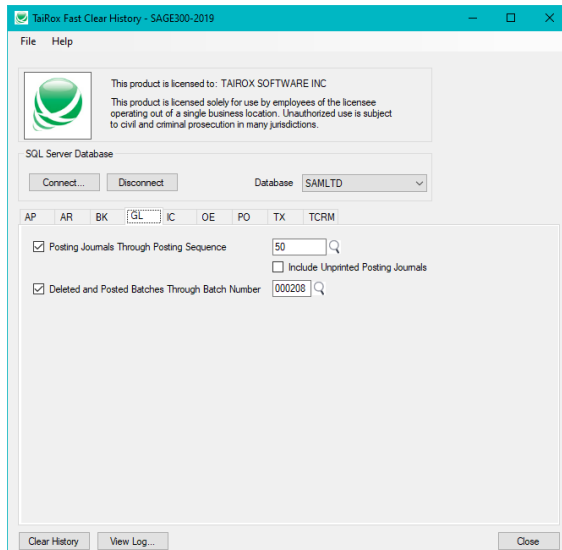 TaiRox Fast Clear History - SAGE300-2019
File Help
This product is licensed to: TAIROX SOFTWARE INC
This product is licensed solely for use by employees of the licensee
operating out of a single business location. Unauthorized use is subject
to civil and criminal prosecution in many jurisdictions.
SQL Server Database
Connect... Disconnect Database SAMLTD
AP AR BK GL IC OE PO TX TCRM
Posting Journals Through Posting Sequence 50
Include Unprinted Posting Journals
Deleted and Posted Batches Through Batch Number 000208
Clear History View Log... Close